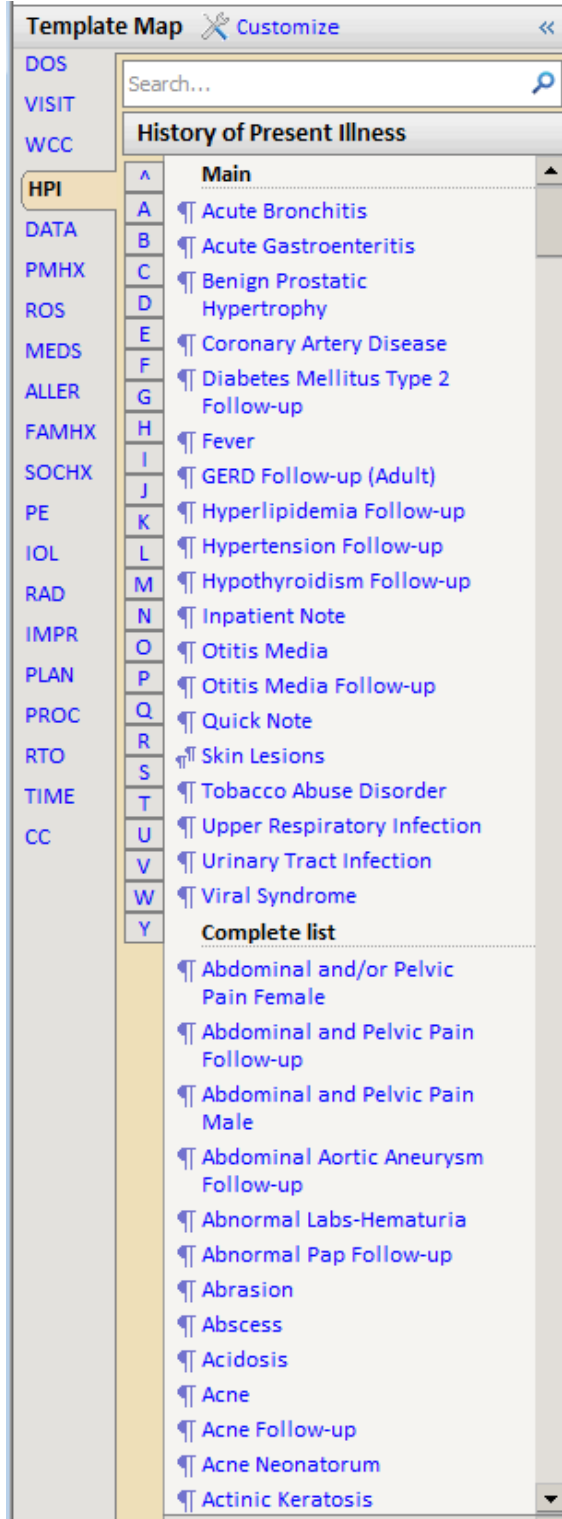 Template Map Customize «
DOS
VISIT
WCC
HPI
DATA
PMHX
ROS
MEDS
ALLER
FAMHX
SOCHX
PE
IOL
RAD
IMPR
PLAN
PROC
RTO
TIME
CC
Search...
History of Present Illness
^
A
B
C
D
E
F
G
H
I
J
K
L
M
N
O
P
Q
R
S
T
U
V
W
Y
Main
¶ Acute Bronchitis
¶ Acute Gastroenteritis
¶ Benign Prostatic
Hypertrophy
¶ Coronary Artery Disease
¶ Diabetes Mellitus Type 2
Follow-up
¶ Fever
¶ GERD Follow-up (Adult)
¶ Hyperlipidemia Follow-up
¶ Hypertension Follow-up
¶ Hypothyroidism Follow-up
¶ Inpatient Note
¶ Otitis Media
¶ Otitis Media Follow-up
¶ Quick Note
¶¶ Skin Lesions
¶ Tobacco Abuse Disorder
¶ Upper Respiratory Infection
¶ Urinary Tract Infection
¶ Viral Syndrome
Complete list
¶ Abdominal and/or Pelvic
Pain Female
¶ Abdominal and Pelvic Pain
Follow-up
¶ Abdominal and Pelvic Pain
Male
¶ Abdominal Aortic Aneurysm
Follow-up
¶ Abnormal Labs-Hematuria
¶ Abnormal Pap Follow-up
¶ Abrasion
¶ Abscess
¶ Acidosis
¶ Acne
¶ Acne Follow-up
¶ Acne Neonatorum
¶ Actinic Keratosis